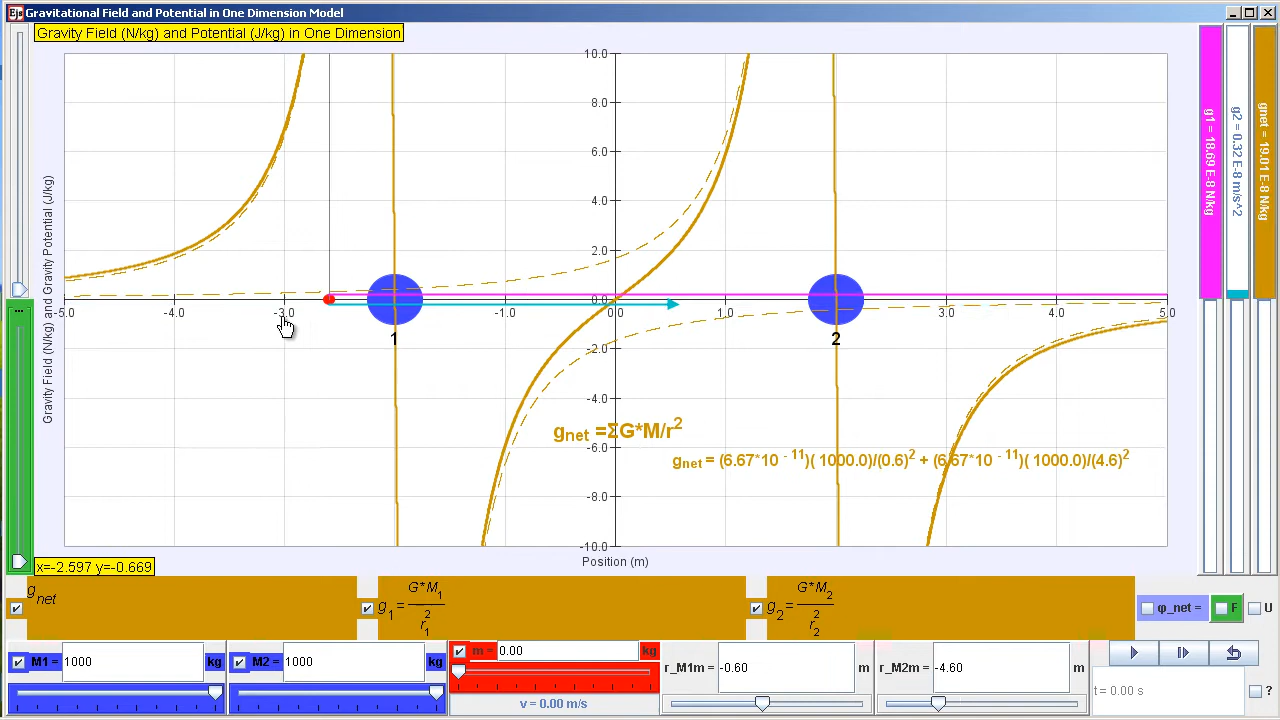 Gravitational Field and Potential in One Dimension Model
Gravity Field (N/kg) and Potential (J/kg) in One Dimension
10.0
8.0
6.0
4.0
2.0
0.0
-2.0
-4.0
-6.0
-8.0
-10.0
-5.0 -4.0 -3.0 -1.0 0.0 1.0 3.0 4.0 5.0
1 2
Gravity Field (N/kg) and Gravity Potential (J/kg)
gnet =ΣG*M/r2
gnet = (6.67*10 - 11)( 1000.0)/(0.6)2 + (6.67*10 - 11)( 1000.0)/(4.6)2
Position (m)
x=-2.597 y=-0.669
g1 = 18.69 E-8 N/kg
g2 = 0.32 E-8 m/s^2
gnet = 19.01 E-8 N/kg
gnet
g1 = G*M1 / r1 2
g2 = G*M2 / r2 2
φ_net = F U
M1 = 1000 kg
M2 = 1000 kg
m = 0.00 kg
v = 0.00 m/s
r_M1m = -0.60 m
r_M2m = -4.60 m
t = 0.00 s
?